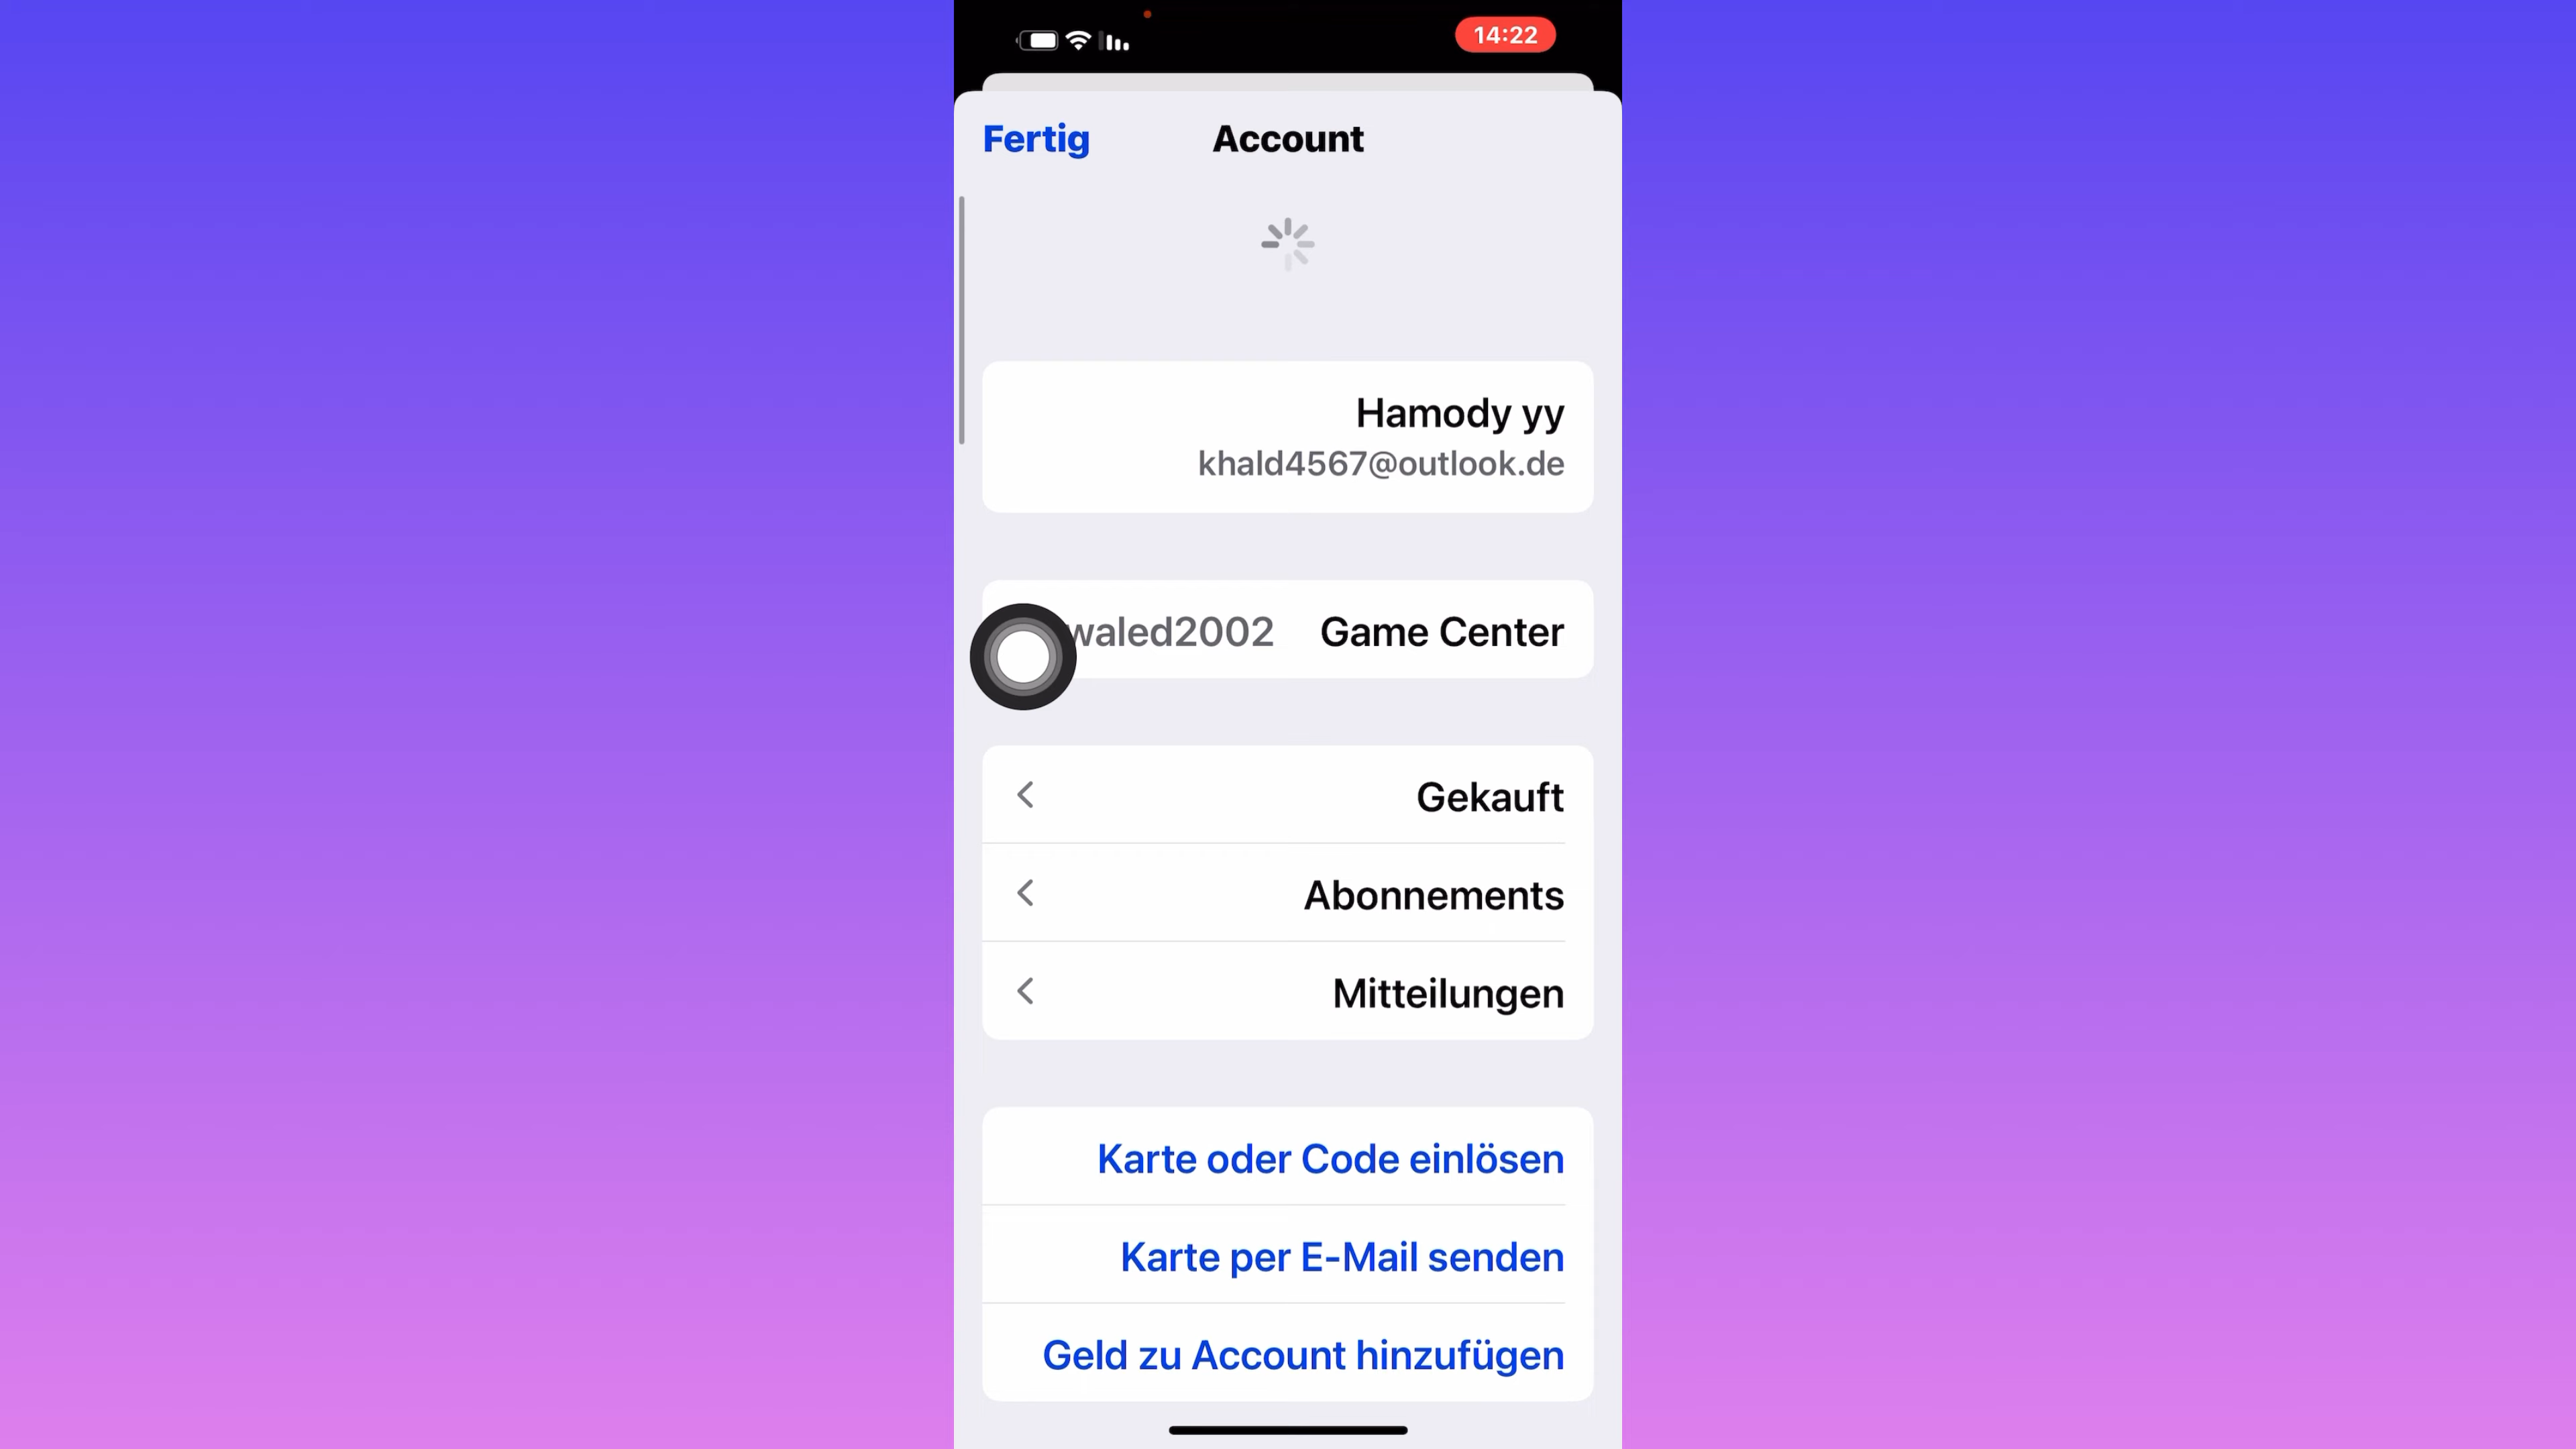 14:22
Fertig
Account
Hamody yy
khald4567@outlook.de
Game Center
waled2002
Gekauft
Abonnements
Mitteilungen
Karte oder Code einlösen
Karte per E-Mail senden
Geld zu Account hinzufügen